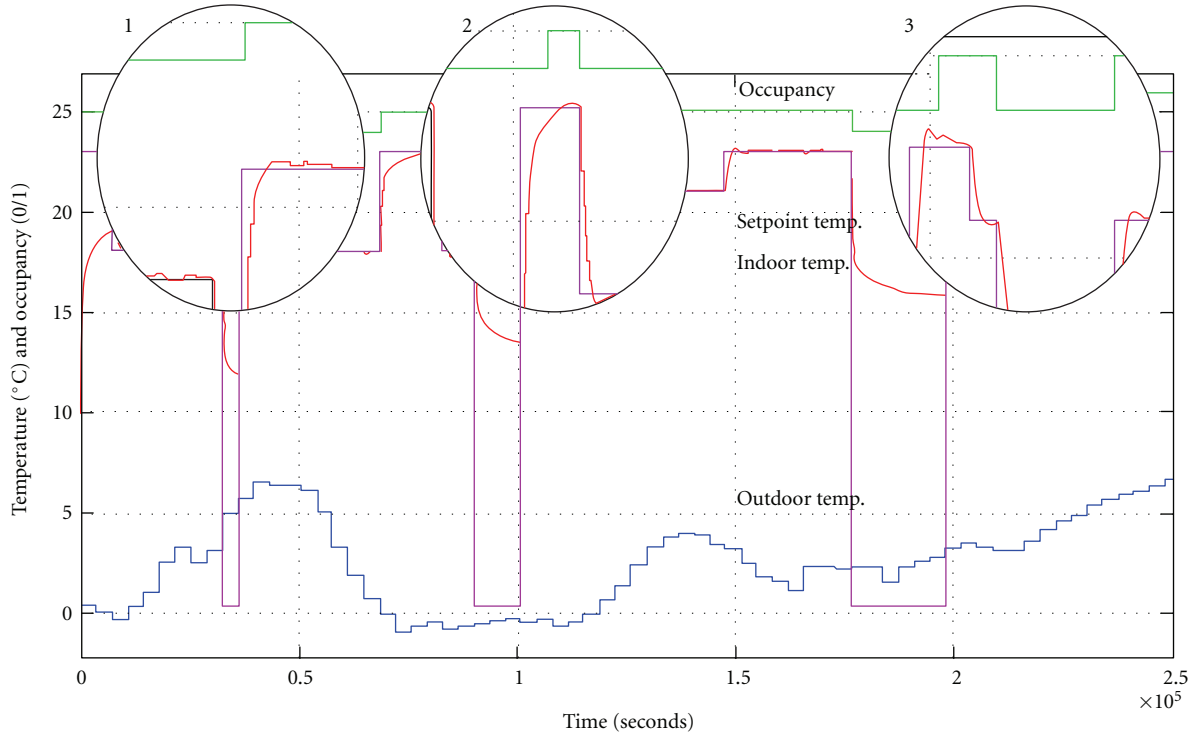 1
2
3
Occupancy
Setpoint temp.
Indoor temp.
Outdoor temp.
Temperature (°C) and occupancy (0/1)
25
20
15
10
5
0
0
0.5
1
1.5
2
2.5
×10⁵
Time (seconds)